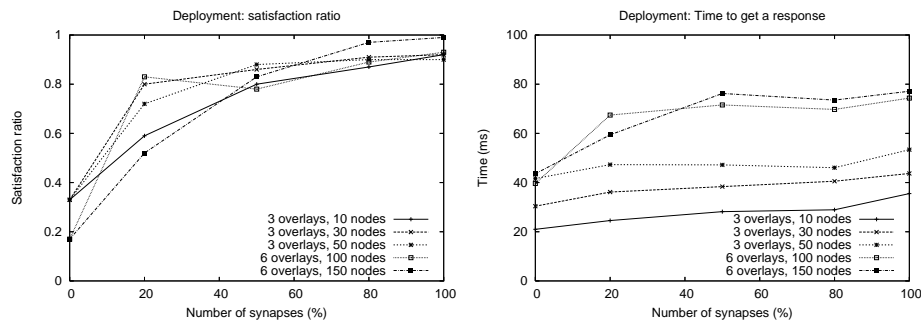 Deployment: satisfaction ratio
1
0.8
0.6
0.4
0.2
0
Satisfaction ratio
3 overlays, 10 nodes
3 overlays, 30 nodes
3 overlays, 50 nodes
6 overlays, 100 nodes
6 overlays, 150 nodes
0 20 40 60 80 100
Number of synapses (%)
Deployment: Time to get a response
100
80
60
40
20
0
Time (ms)
3 overlays, 10 nodes
3 overlays, 30 nodes
3 overlays, 50 nodes
6 overlays, 100 nodes
6 overlays, 150 nodes
0 20 40 60 80 100
Number of synapses (%)